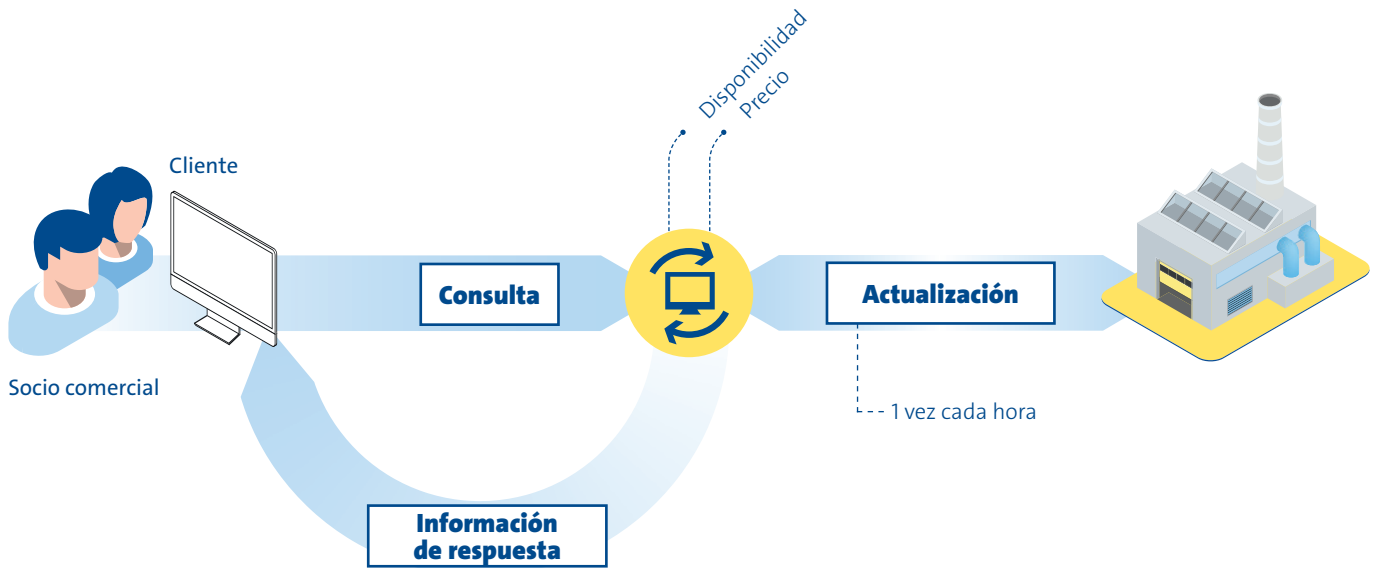 Disponibilidad
Precio
Cliente
Consulta
Actualización
Socio comercial
1 vez cada hora
Información
de respuesta